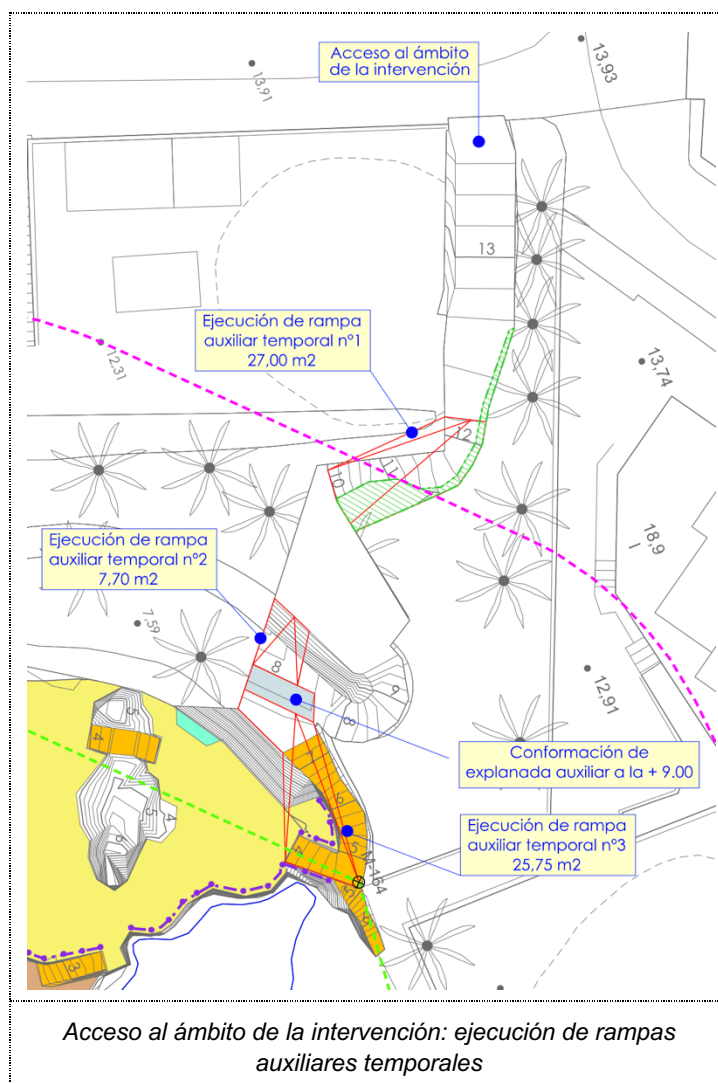 Acceso al ámbito
de la intervención
13,93
13,91
13
Ejecución de rampa
auxiliar temporal nº1
27,00 m2
12,31
13,74
12
11
10
18,9
I
Ejecución de rampa
auxiliar temporal nº2
7,70 m2
7,59
8
9
8
12,91
5
4
7
Conformación de
explanada auxiliar a la + 9.00
6
4
7
6
5
Ejecución de rampa
auxiliar temporal nº3
25,75 m2
4
M-164
5
3
Acceso al ámbito de la intervención: ejecución de rampas
auxiliares temporales